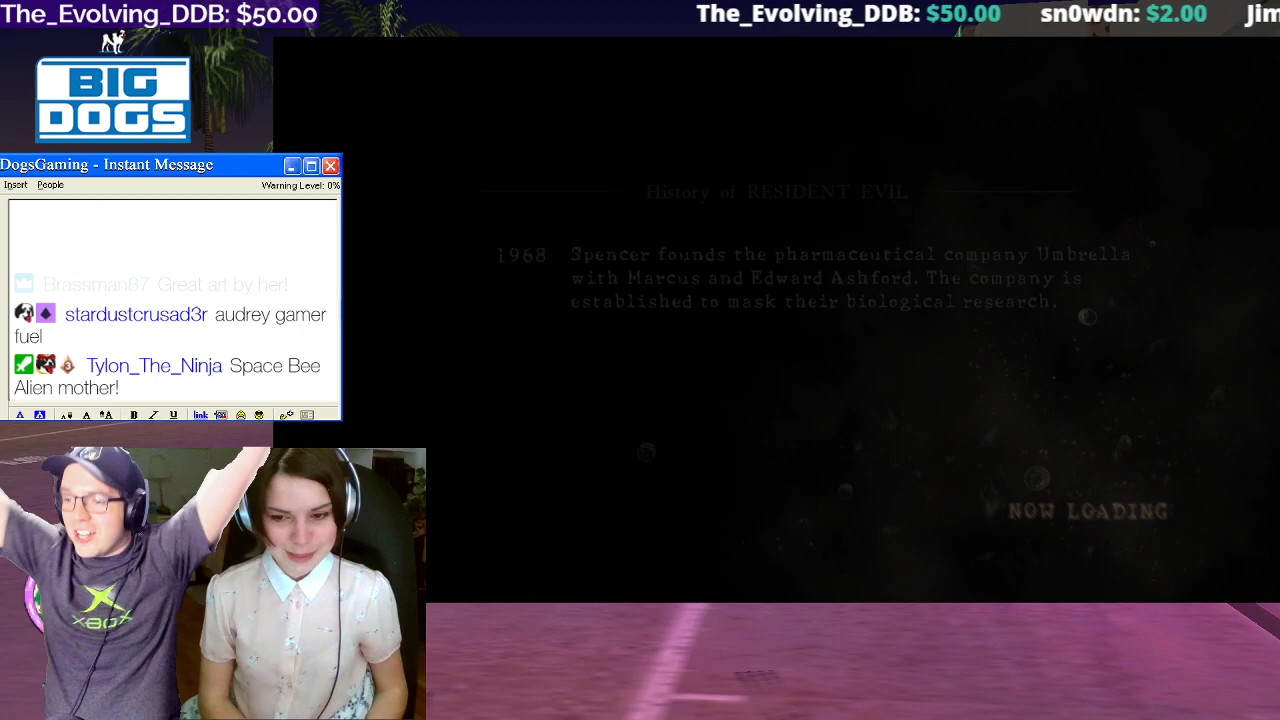 The_Evolving_DDB: $50.00
The_Evolving_DDB: $50.00 sn0wdn: $2.00 Jim
BIG
DOGS
DogsGaming - Instant Message
Insert People Warning Level: 0%
Brassman87 Great art by her!
stardustcrusad3r audrey gamer
fuel
3 Tylon_The_Ninja Space Bee
Alien mother!
A A A A A B I U link
History of RESIDENT EVIL
1968 Spencer founds the pharmaceutical company Umbrella
with Marcus and Edward Ashford. The company is
established to mask their biological research.
NOW LOADING
XBOX